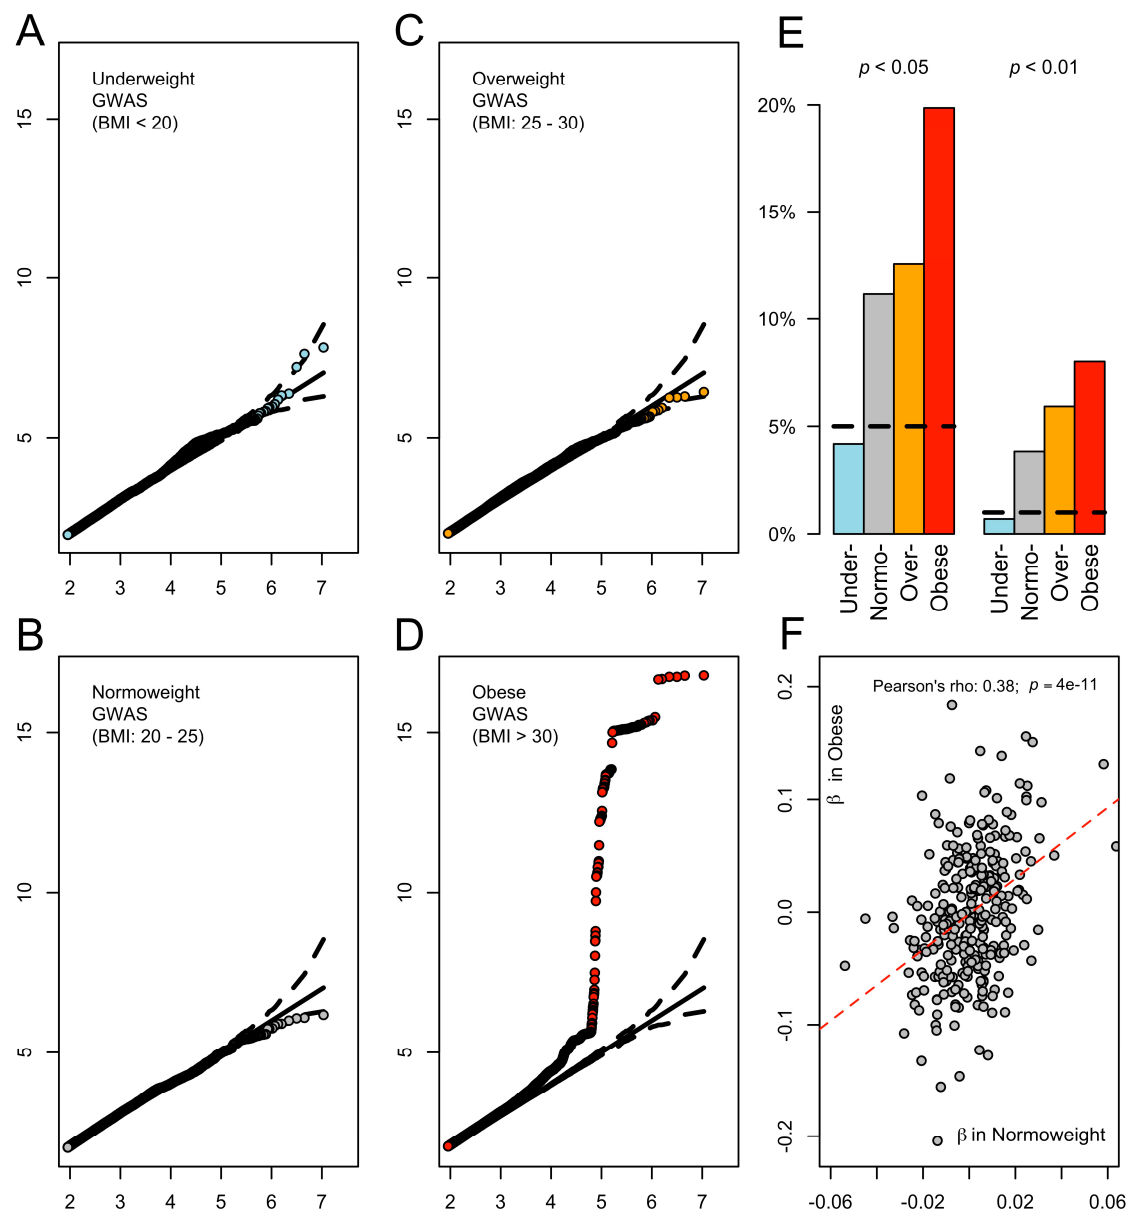 A
Underweight
GWAS
(BMI < 20)
15
10
5
2 3 4 5 6 7
C
Overweight
GWAS
(BMI: 25 - 30)
2 3 4 5 6 7
E
p < 0.05 p < 0.01
20%
15%
10%
5%
0%
Under-
Normo-
Over-
Obese
Under-
Normo-
Over-
Obese
B
Normoweight
GWAS
(BMI: 20 - 25)
15
10
5
2 3 4 5 6 7
D
Obese
GWAS
(BMI > 30)
15
10
5
2 3 4 5 6 7
F
Pearson's rho: 0.38; p = 4e-11
β in Obese
0.2
0.1
0.0
-0.1
-0.2
β in Normoweight
-0.06 -0.02 0.02 0.06
15
10
5